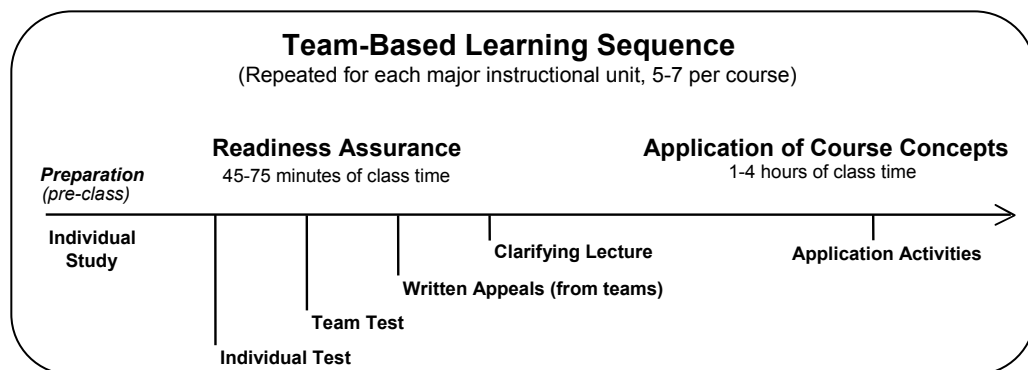 Team-Based Learning Sequence
(Repeated for each major instructional unit, 5-7 per course)
Readiness Assurance
45-75 minutes of class time
Application of Course Concepts
1-4 hours of class time
Preparation
(pre-class)
Individual
Study
Clarifying Lecture
Application Activities
Written Appeals (from teams)
Team Test
Individual Test